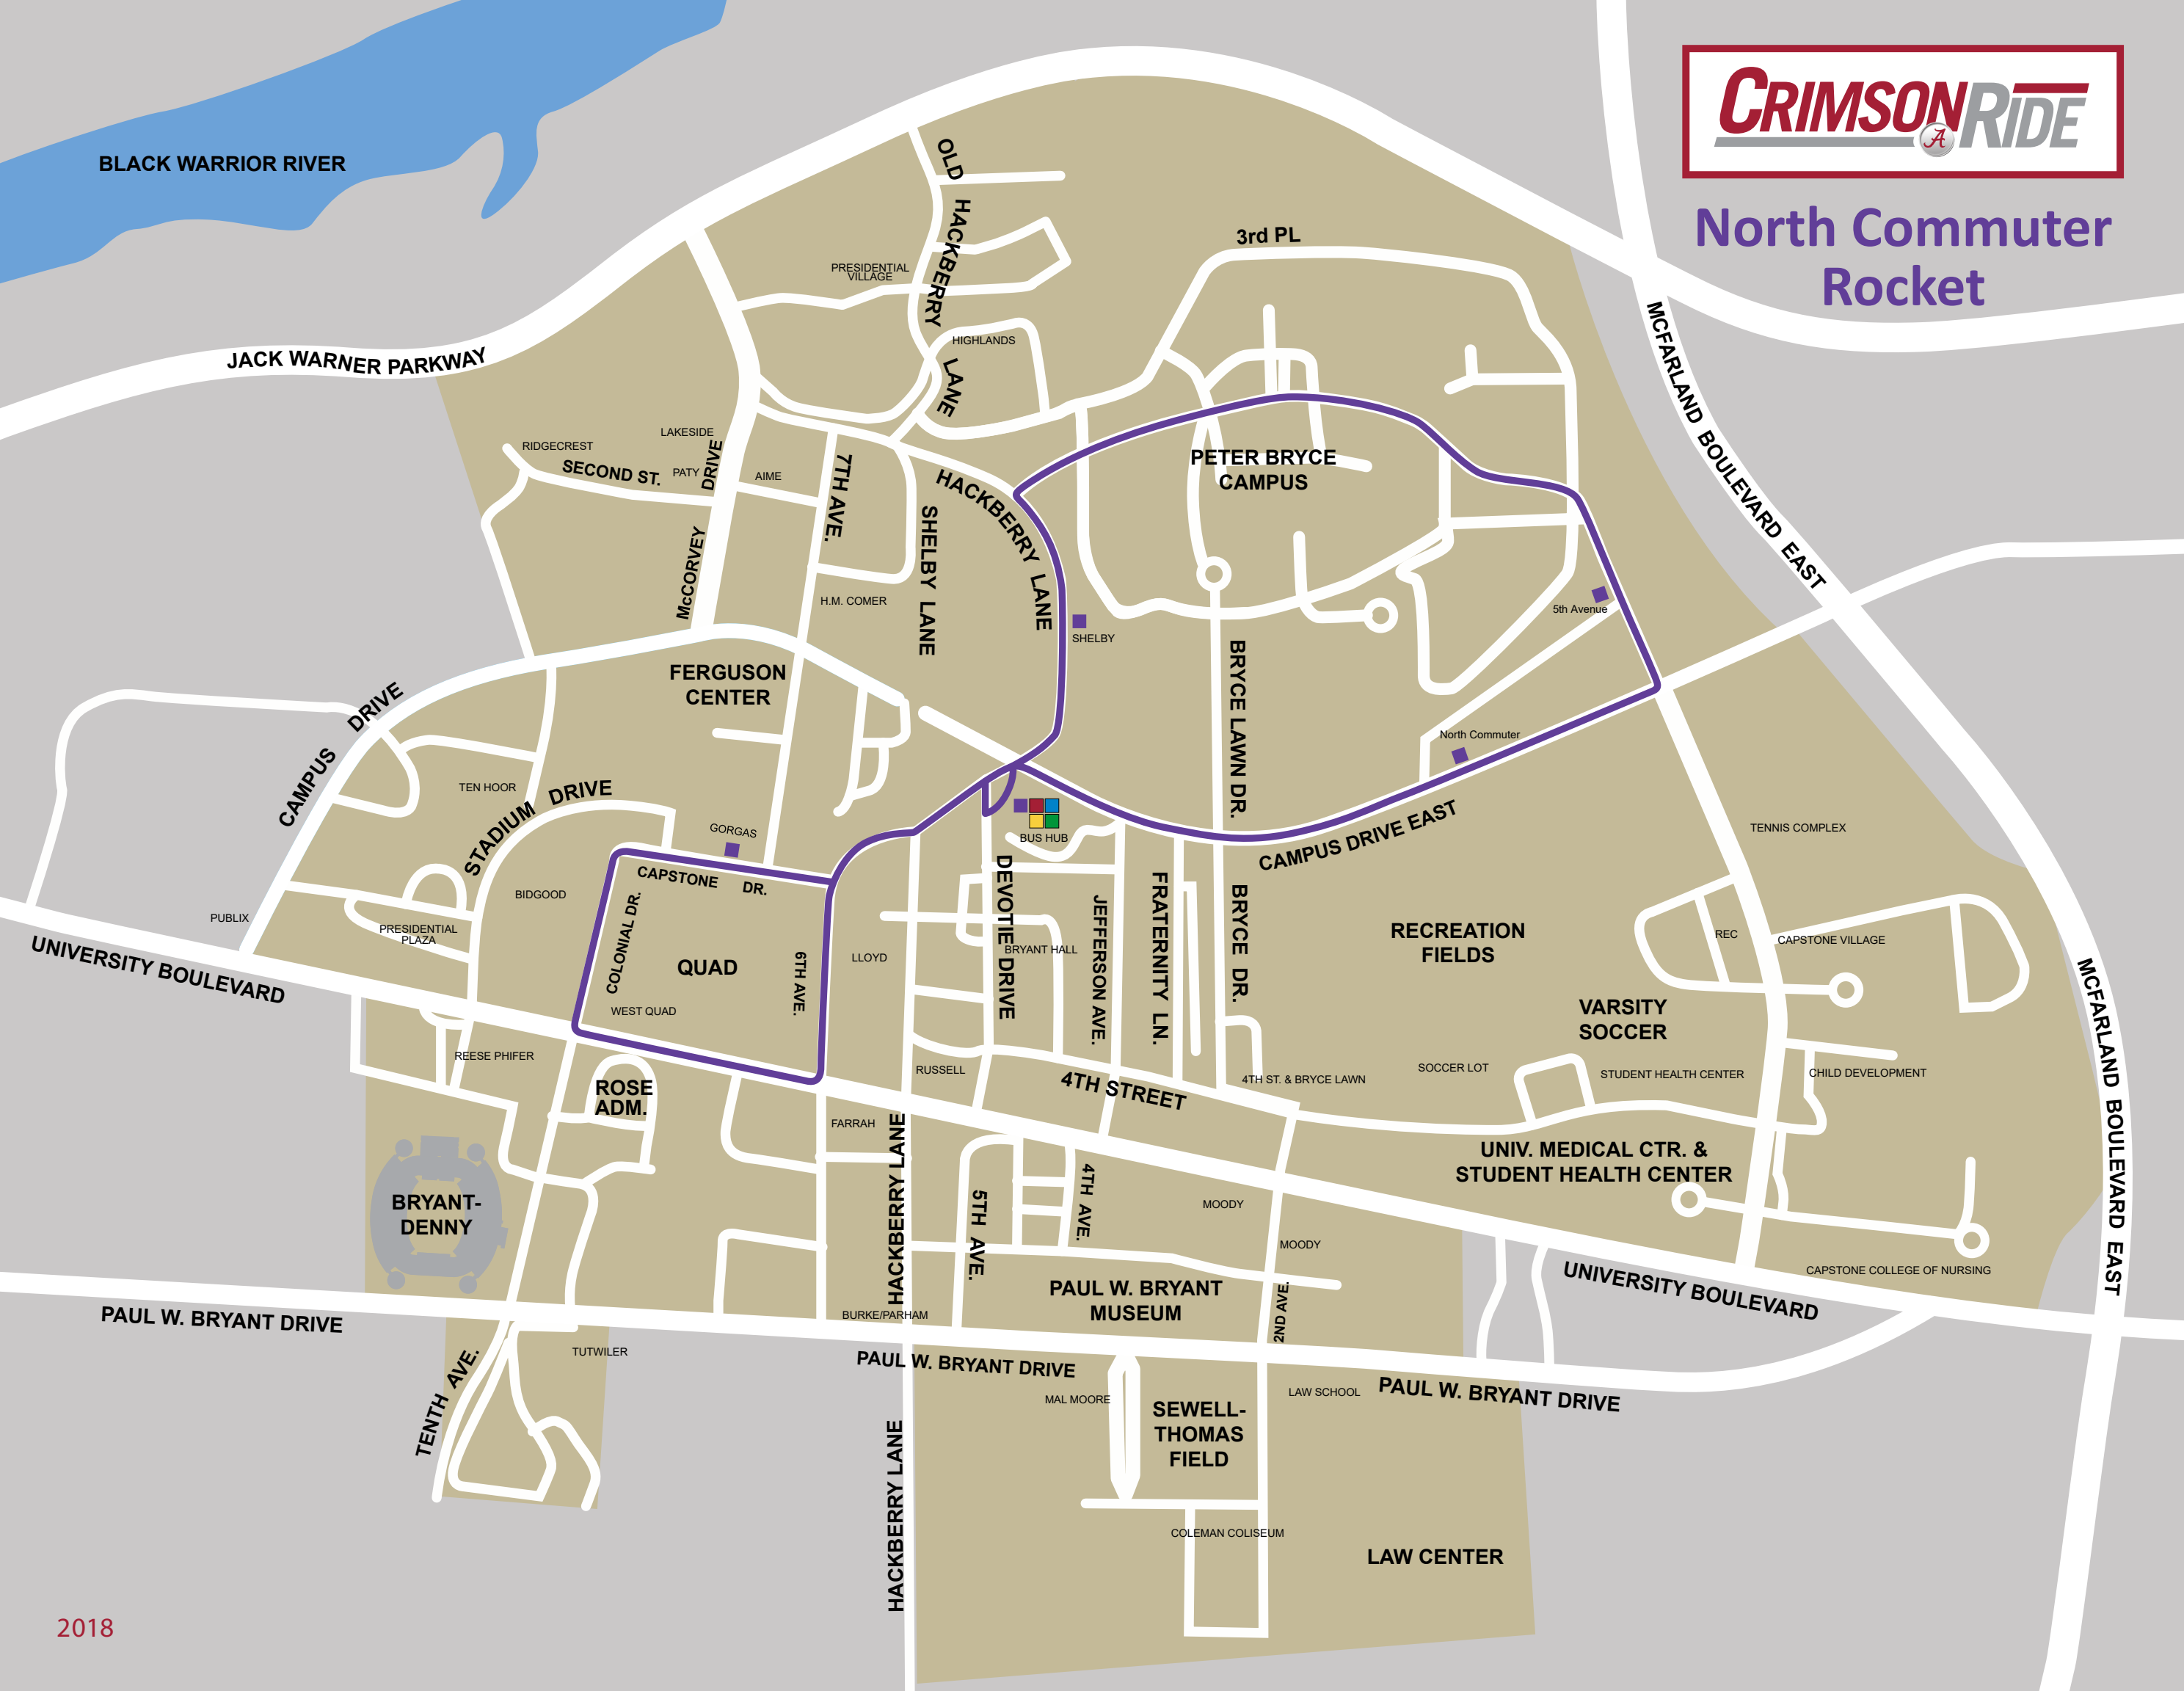 CRIMSONRIDE
A
North Commuter
Rocket
BLACK WARRIOR RIVER
JACK WARNER PARKWAY
OLD HACKBERRY LANE
3rd PL
PRESIDENTIAL
VILLAGE
HIGHLANDS
MCFARLAND BOULEVARD EAST
LAKESIDE
RIDGECREST
SECOND ST.
PATY
McCORVEY DRIVE
AIME
7TH AVE.
HACKBERRY LANE
SHELBY LANE
PETER BRYCE
CAMPUS
H.M. COMER
SHELBY
5th Avenue
FERGUSON
CENTER
BRYCE LAWN DR.
CAMPUS DRIVE
North Commuter
TEN HOOR
STADIUM DRIVE
GORGAS
BUS HUB
CAMPUS DRIVE EAST
TENNIS COMPLEX
CAPSTONE DR.
BIDGOOD
COLONIAL DR.
PUBLIX
PRESIDENTIAL
PLAZA
UNIVERSITY BOULEVARD
QUAD
6TH AVE.
LLOYD
DEVOTIE DRIVE
BRYANT HALL
JEFFERSON AVE.
FRATERNITY LN.
BRYCE DR.
RECREATION
FIELDS
REC
CAPSTONE VILLAGE
MCFARLAND BOULEVARD EAST
WEST QUAD
VARSITY
SOCCER
REESE PHIFER
ROSE
ADM.
RUSSELL
4TH STREET
4TH ST. & BRYCE LAWN
SOCCER LOT
STUDENT HEALTH CENTER
CHILD DEVELOPMENT
FARRAH
HACKBERRY LANE
UNIV. MEDICAL CTR. &
STUDENT HEALTH CENTER
BRYANT-
DENNY
5TH AVE.
4TH AVE.
MOODY
MOODY
PAUL W. BRYANT
MUSEUM
2ND AVE.
UNIVERSITY BOULEVARD
CAPSTONE COLLEGE OF NURSING
PAUL W. BRYANT DRIVE
BURKE/PARHAM
TUTWILER
TENTH AVE.
PAUL W. BRYANT DRIVE
MAL MOORE
LAW SCHOOL
PAUL W. BRYANT DRIVE
SEWELL-
THOMAS
FIELD
HACKBERRY LANE
COLEMAN COLISEUM
LAW CENTER
2018